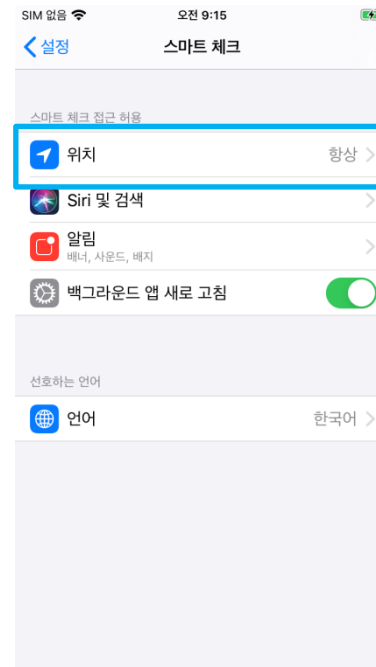 SIM 없음 오전 9:15
설정 스마트 체크
스마트 체크 접근 허용
위치 항상
Siri 및 검색
알림
배너, 사운드, 배지
백그라운드 앱 새로 고침
선호하는 언어
언어 한국어